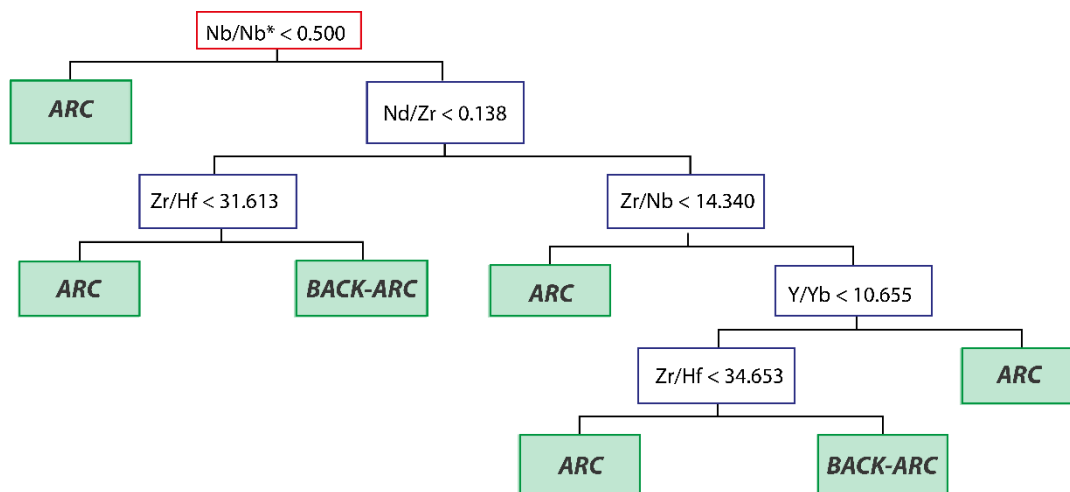 Nb/Nb* < 0.500
ARC
Nd/Zr < 0.138
Zr/Hf < 31.613
Zr/Nb < 14.340
ARC
BACK-ARC
ARC
Y/Yb < 10.655
Zr/Hf < 34.653
ARC
ARC
BACK-ARC